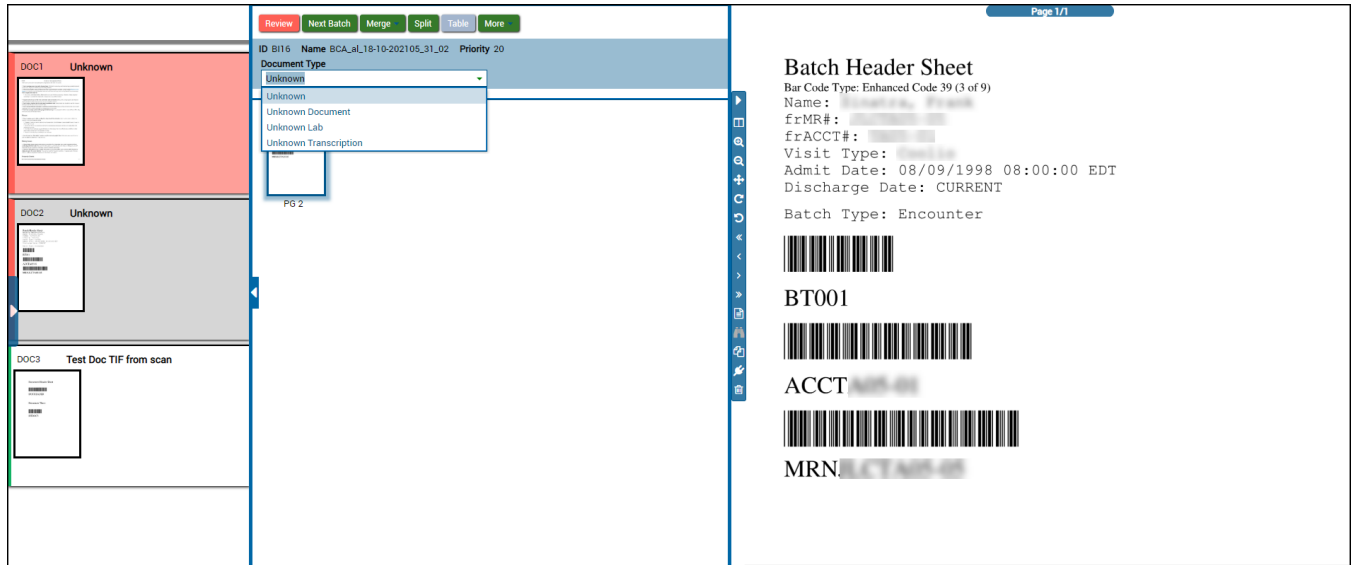 Review Next Batch Merge Split Table More
ID BI16 Name BCA_al_18-10-202105_31_02 Priority 20
Document Type
Unknown
Unknown
Unknown Document
Unknown Lab
Unknown Transcription
PG 2
DOC1 Unknown
DOC2 Unknown
DOC3 Test Doc TIF from scan
Page 1/1
Batch Header Sheet
Bar Code Type: Enhanced Code 39 (3 of 9)
Name:
frMR#:
frACCT#:
Visit Type:
Admit Date: 08/09/1998 08:00:00 EDT
Discharge Date: CURRENT
Batch Type: Encounter
BT001
ACCT
MRN